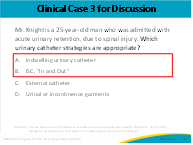 Clinical Case 3 for Discussion
Mr. Knight is a 25-year-old man who was admitted with
acute urinary retention, due to spinal injury. Which
urinary catheter strategies are appropriate?
A. Indwelling urinary catheter
B. ISC, "In and Out"
C. External catheter
D. Urinal or incontinence garments